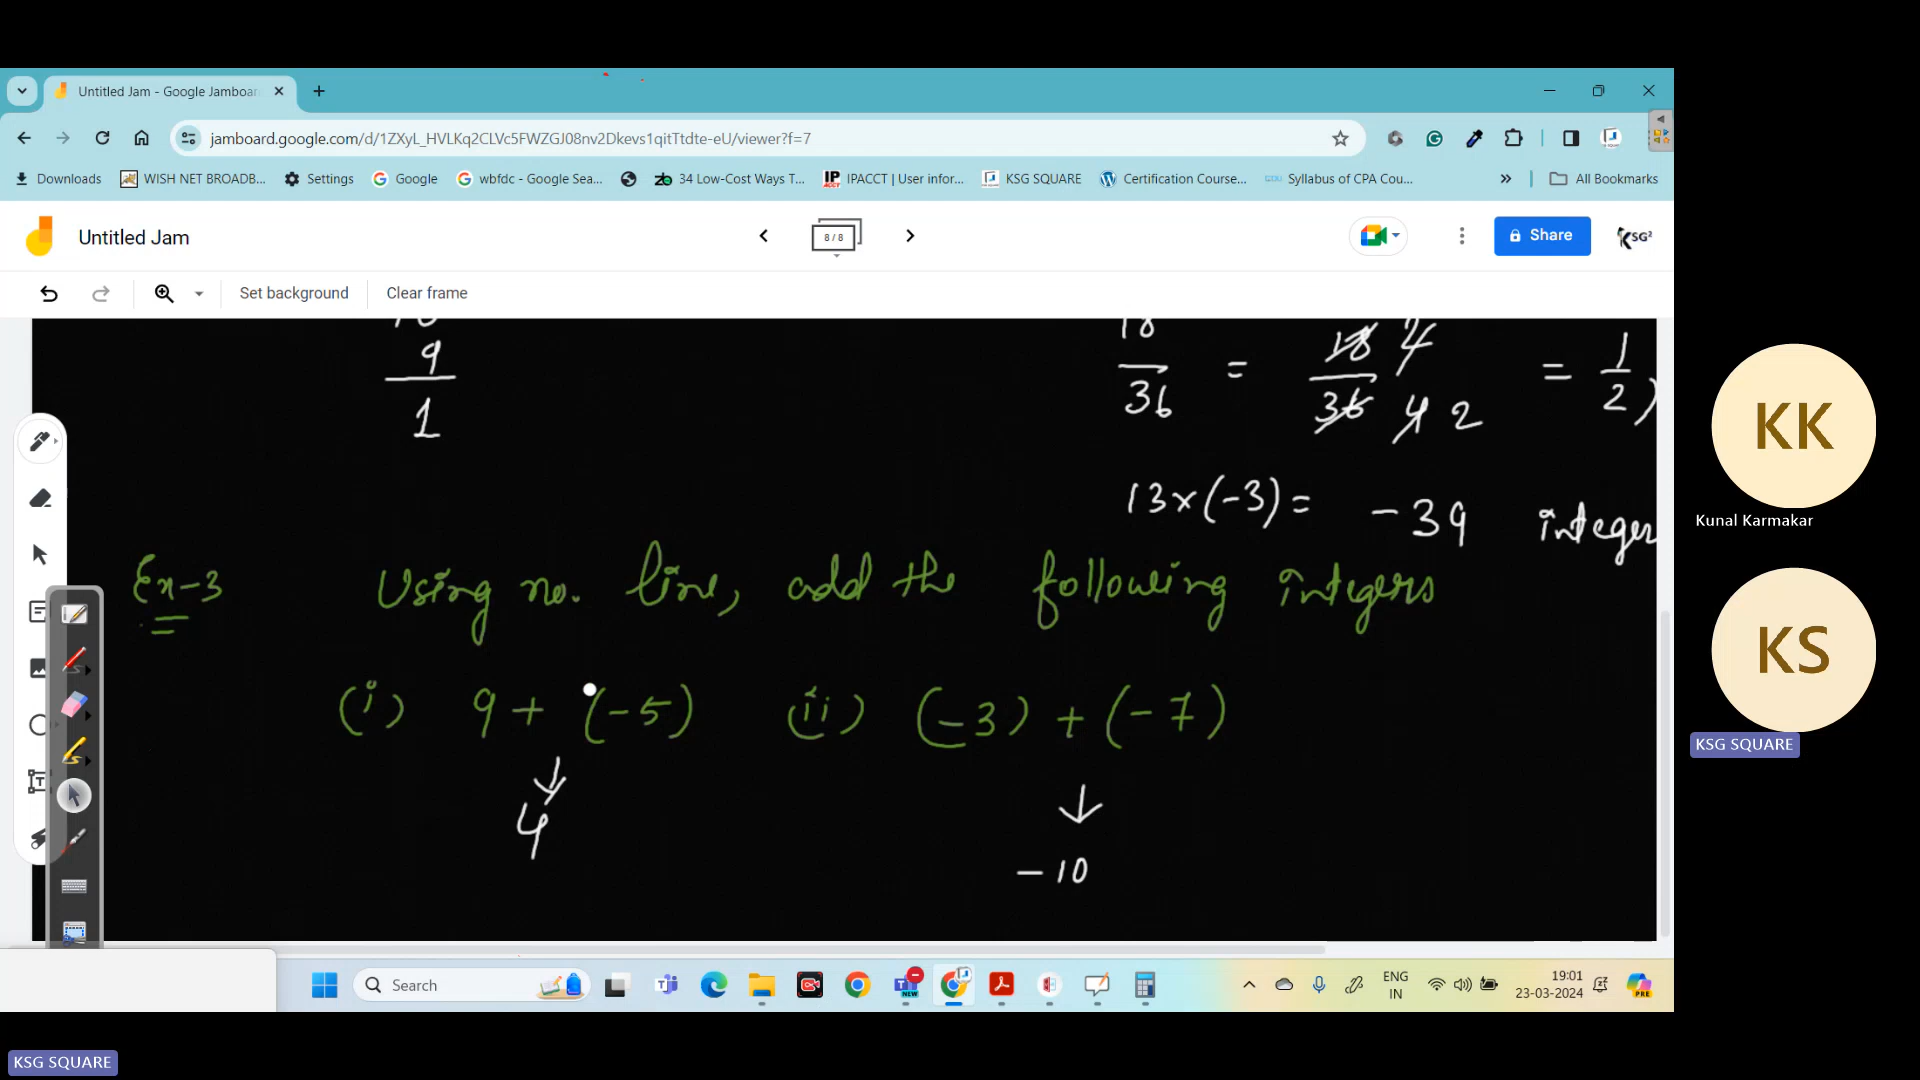 Untitled Jam - Google Jamboar
jamboard.google.com/d/1ZXyL_HVLKq2CLVc5FWZGJ08nv2Dkevs1qitTtdte-eU/viewer?f=7
Downloads WISH NET BROADB... Settings Google wbfdc - Google Sea... 34 Low-Cost Ways T... IPACCT | User infor... KSG SQUARE Certification Course... Syllabus of CPA Cou... » All Bookmarks
Untitled Jam 8 / 8 Share KSG²
Set background Clear frame
9
1
18
36 = 18/36 4 2 = 1/2
13×(-3) = -39 integer
Ex-3 Using no. line, add the following integers
(i) 9 + (-5) (ii) (-3) + (-7)
4
-10
KK
Kunal Karmakar
KS
KSG SQUARE
Search
ENG
IN
19:01
23-03-2024
NEW
PRE
KSG SQUARE